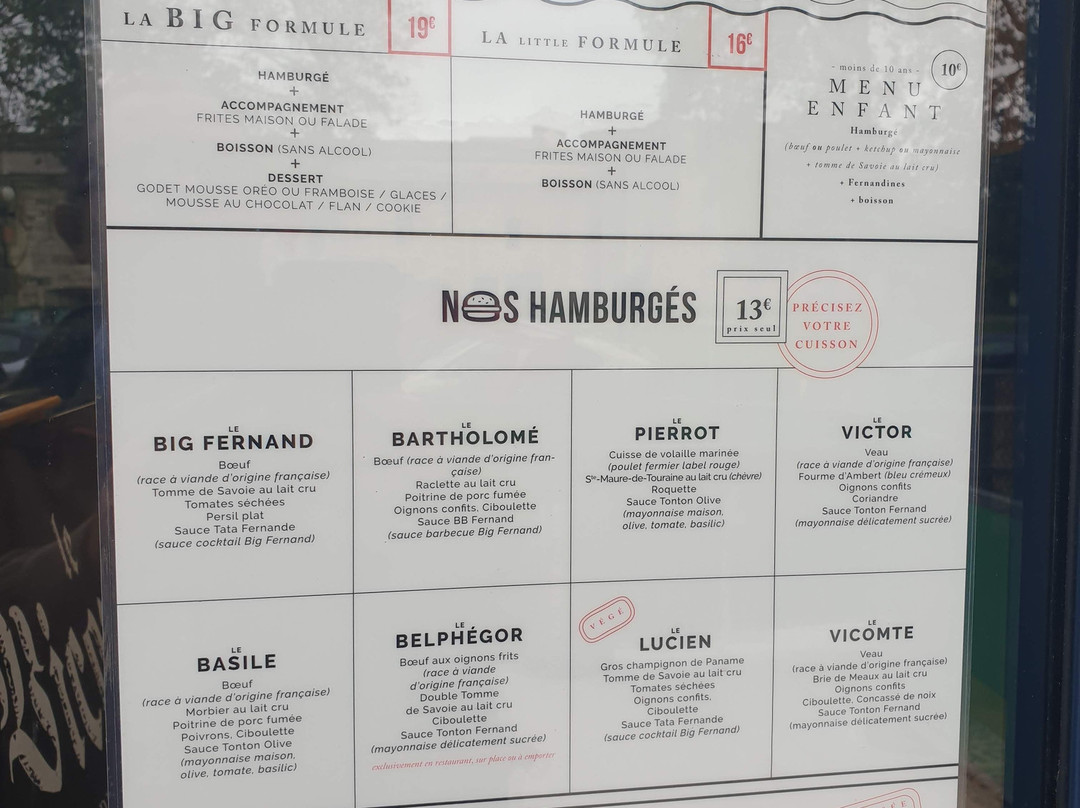 LA BIG FORMULE
19€
HAMBURGÉ
+
ACCOMPAGNEMENT
FRITES MAISON OU FALADE
+
BOISSON (SANS ALCOOL)
+
DESSERT
GODET MOUSSE ORÉO OU FRAMBOISE / GLACES /
MOUSSE AU CHOCOLAT / FLAN / COOKIE
LA LITTLE FORMULE
16€
HAMBURGÉ
+
ACCOMPAGNEMENT
FRITES MAISON OU FALADE
+
BOISSON (SANS ALCOOL)
- moins de 10 ans -
10€
MENU
ENFANT
Hamburgé
(bœuf ou poulet + ketchup ou mayonnaise
+ tomme de Savoie au lait cru)
+ Fernandines
+ boisson
NOS HAMBURGÉS
13€
prix seul
PRÉCISEZ
VOTRE
CUISSON
LE
BIG FERNAND
Bœuf
(race à viande d'origine française)
Tomme de Savoie au lait cru
Tomates séchées
Persil plat
Sauce Tata Fernande
(sauce cocktail Big Fernand)
LE
BARTHOLOMÉ
Bœuf (race à viande d'origine fran-
çaise)
Raclette au lait cru
Poitrine de porc fumée
Oignons confits, Ciboulette
Sauce BB Fernand
(sauce barbecue Big Fernand)
LE
PIERROT
Cuisse de volaille marinée
(poulet fermier label rouge)
Ste-Maure-de-Touraine au lait cru (chèvre)
Roquette
Sauce Tonton Olive
(mayonnaise maison,
olive, tomate, basilic)
LE
VICTOR
Veau
(race à viande d'origine française)
Fourme d'Ambert (bleu crémeux)
Oignons confits
Coriandre
Sauce Tonton Fernand
(mayonnaise délicatement sucrée)
LE
BASILE
Bœuf
(race à viande d'origine française)
Morbier au lait cru
Poitrine de porc fumée
Poivrons, Ciboulette
Sauce Tonton Olive
(mayonnaise maison,
olive, tomate, basilic)
LE
BELPHÉGOR
Bœuf aux oignons frits
(race à viande
d'origine française)
Double Tomme
de Savoie au lait cru
Ciboulette
Sauce Tonton Fernand
(mayonnaise délicatement sucrée)
exclusivement en restaurant, sur place ou à emporter
VÉGÉ
LE
LUCIEN
Gros champignon de Paname
Tomme de Savoie au lait cru
Tomates séchées
Oignons confits,
Ciboulette
Sauce Tata Fernande
(sauce cocktail Big Fernand)
LE
VICOMTE
Veau
(race à viande d'origine française)
Brie de Meaux au lait cru
Oignons confits
Ciboulette, Concassé de noix
Sauce Tonton Fernand
(mayonnaise délicatement sucrée)